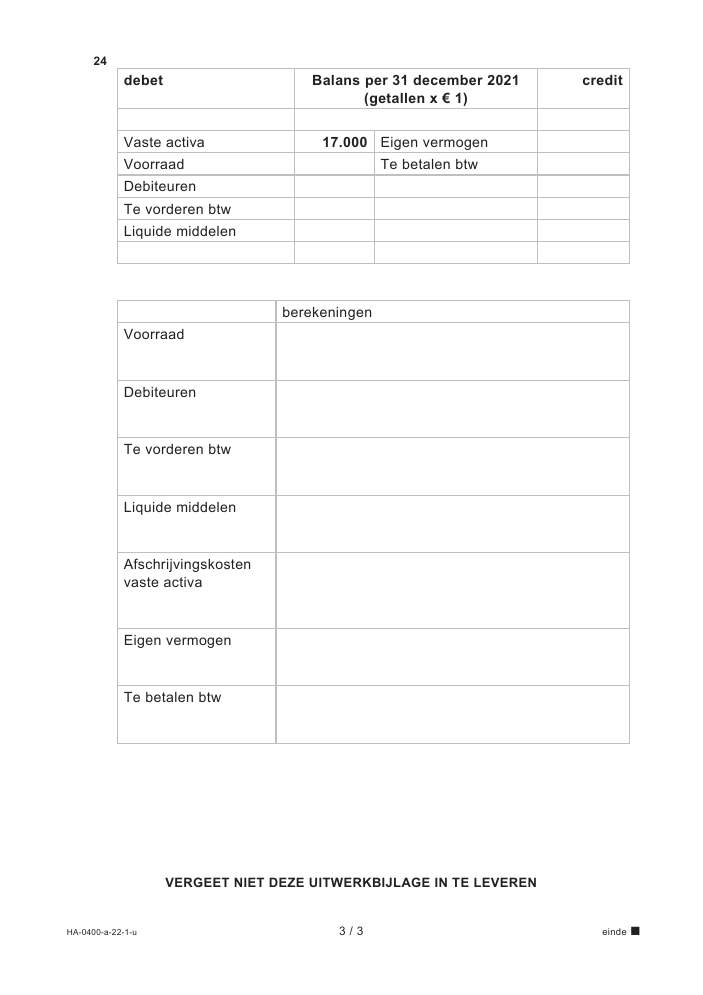 24
debet Balans per 31 december 2021 credit
(getallen x € 1)
Vaste activa 17.000 Eigen vermogen
Voorraad Te betalen btw
Debiteuren
Te vorderen btw
Liquide middelen
berekeningen
Voorraad
Debiteuren
Te vorderen btw
Liquide middelen
Afschrijvingskosten
vaste activa
Eigen vermogen
Te betalen btw
VERGEET NIET DEZE UITWERKBIJLAGE IN TE LEVEREN
HA-0400-a-22-1-u 3 / 3 einde ■